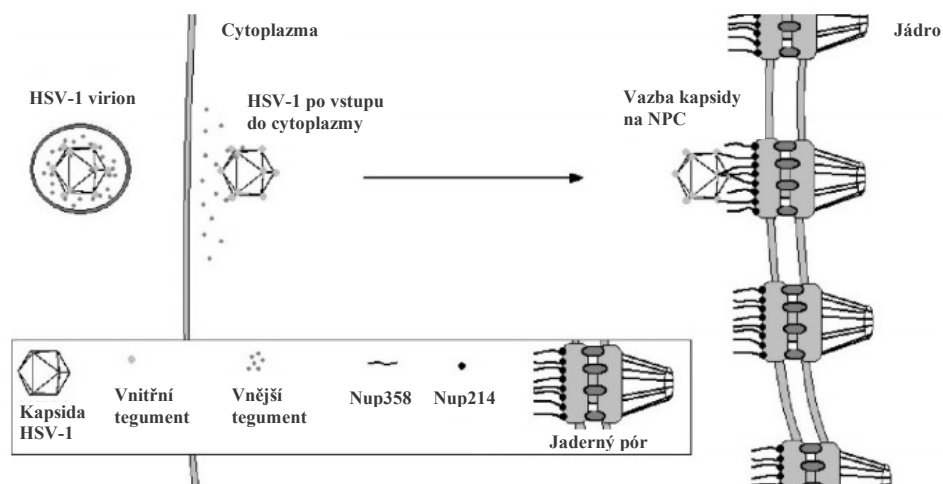 Cytoplazma
Jádro
HSV-1 virion
HSV-1 po vstupu
do cytoplazmy
Vazba kapsidy
na NPC
Kapsida
HSV-1
Vnitřní
tegument
Vnější
tegument
Nup358
Nup214
Jaderný pór